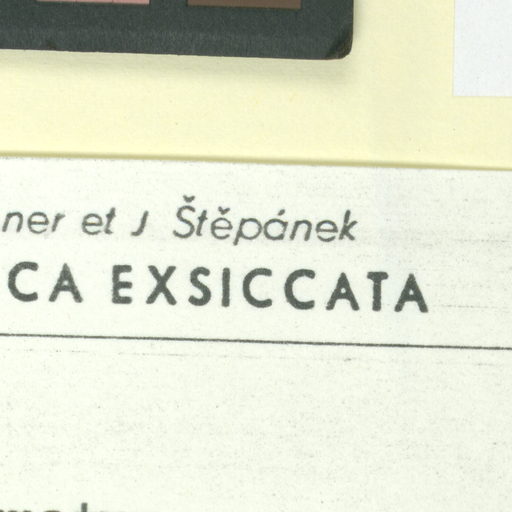 ner et J Štěpánek
CA EXSICCATA